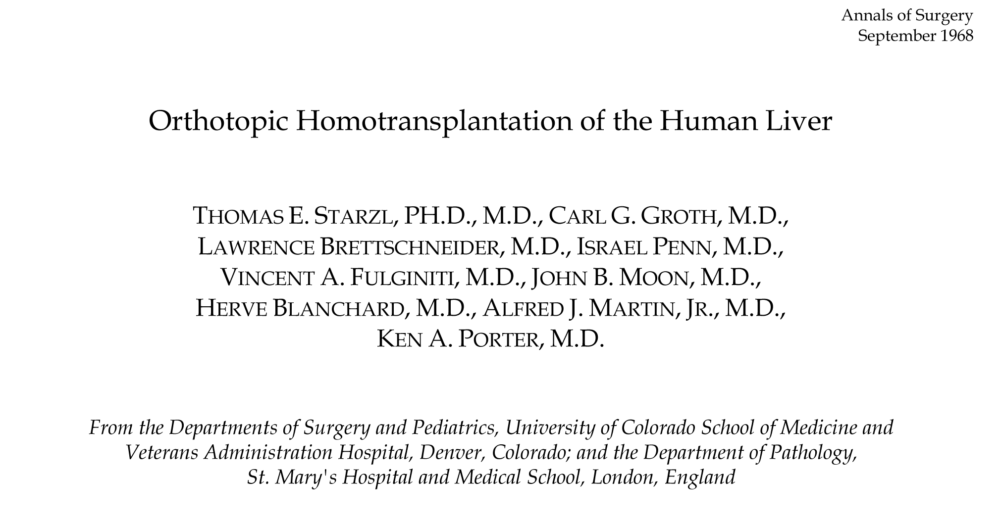 Annals of Surgery
September 1968
Orthotopic Homotransplantation of the Human Liver
THOMAS E. STARZL, PH.D., M.D., CARL G. GROTH, M.D.,
LAWRENCE BRETTSCHNEIDER, M.D., ISRAEL PENN, M.D.,
VINCENT A. FULGINITI, M.D., JOHN B. MOON, M.D.,
HERVE BLANCHARD, M.D., ALFRED J. MARTIN, JR., M.D.,
KEN A. PORTER, M.D.
From the Departments of Surgery and Pediatrics, University of Colorado School of Medicine and
Veterans Administration Hospital, Denver, Colorado; and the Department of Pathology,
St. Mary's Hospital and Medical School, London, England